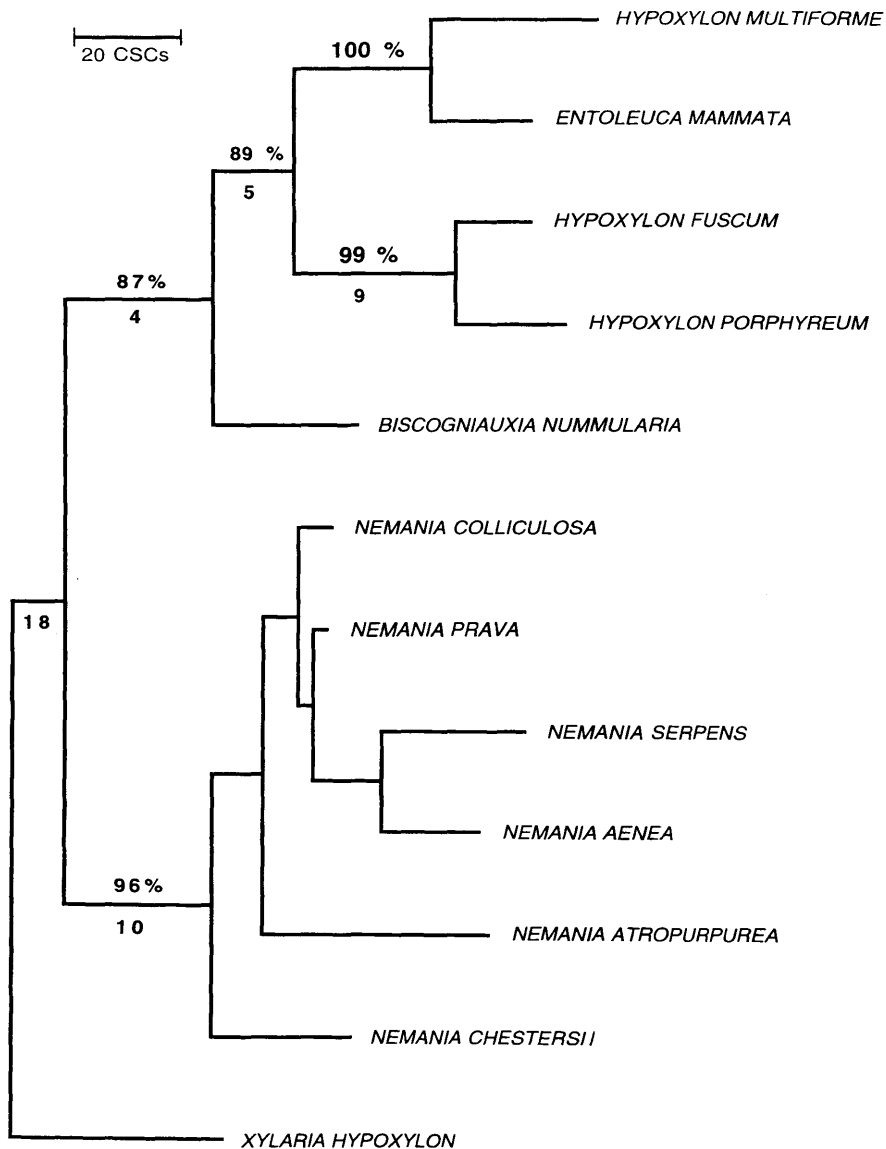 HYPOXYLON MULTIFORME
20 CSCs
100 %
ENTOLEUCA MAMMATA
89 %
5
HYPOXYLON FUSCUM
99 %
9
87%
4
HYPOXYLON PORPHYREUM
BISCOGNIAUXIA NUMMULARIA
NEMANIA COLLICULOSA
18
NEMANIA PRAVA
NEMANIA SERPENS
NEMANIA AENEA
96%
10
NEMANIA ATROPURPUREA
NEMANIA CHESTERSII
XYLARIA HYPOXYLON